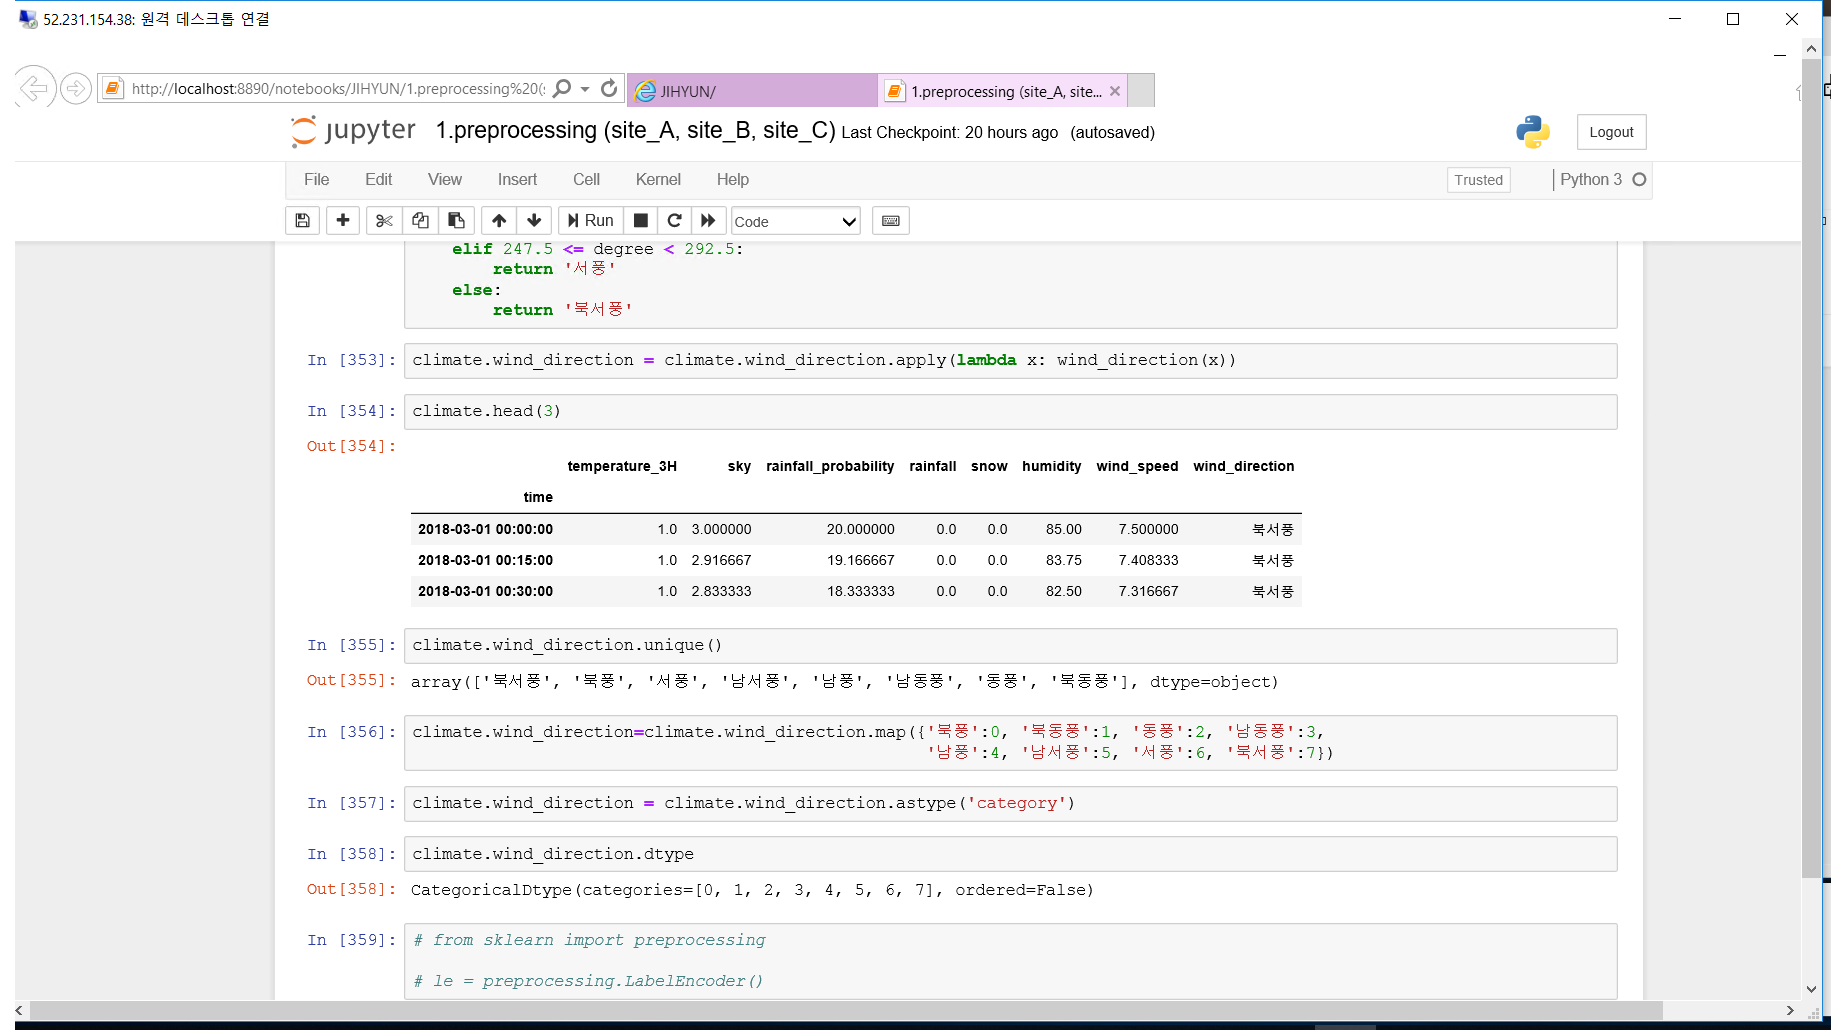 52.231.154.38: 원격 데스크톱 연결
http://localhost:8890/notebooks/JIHYUN/1.preprocessing%20(
JIHYUN/
1.preprocessing (site_A, site...
jupyter 1.preprocessing (site_A, site_B, site_C) Last Checkpoint: 20 hours ago (autosaved)
Logout
File Edit View Insert Cell Kernel Help
Trusted
Python 3
Run
Code
elif 247.5 <= degree < 292.5:
return '서풍'
else:
return '북서풍'
In [353]: climate.wind_direction = climate.wind_direction.apply(lambda x: wind_direction(x))
In [354]: climate.head(3)
Out[354]:
temperature_3H sky rainfall_probability rainfall snow humidity wind_speed wind_direction
time
2018-03-01 00:00:00 1.0 3.000000 20.000000 0.0 0.0 85.00 7.500000 북서풍
2018-03-01 00:15:00 1.0 2.916667 19.166667 0.0 0.0 83.75 7.408333 북서풍
2018-03-01 00:30:00 1.0 2.833333 18.333333 0.0 0.0 82.50 7.316667 북서풍
In [355]: climate.wind_direction.unique()
Out[355]: array(['북서풍', '북풍', '서풍', '남서풍', '남풍', '남동풍', '동풍', '북동풍'], dtype=object)
In [356]: climate.wind_direction=climate.wind_direction.map({'북풍':0, '북동풍':1, '동풍':2, '남동풍':3,
'남풍':4, '남서풍':5, '서풍':6, '북서풍':7})
In [357]: climate.wind_direction = climate.wind_direction.astype('category')
In [358]: climate.wind_direction.dtype
Out[358]: CategoricalDtype(categories=[0, 1, 2, 3, 4, 5, 6, 7], ordered=False)
In [359]: # from sklearn import preprocessing
# le = preprocessing.LabelEncoder()